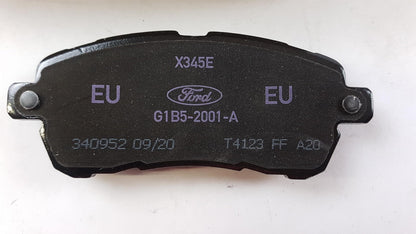 X345E
EU Ford EU
G1B5-2001-A
340952 09/20 T4123 FF A20